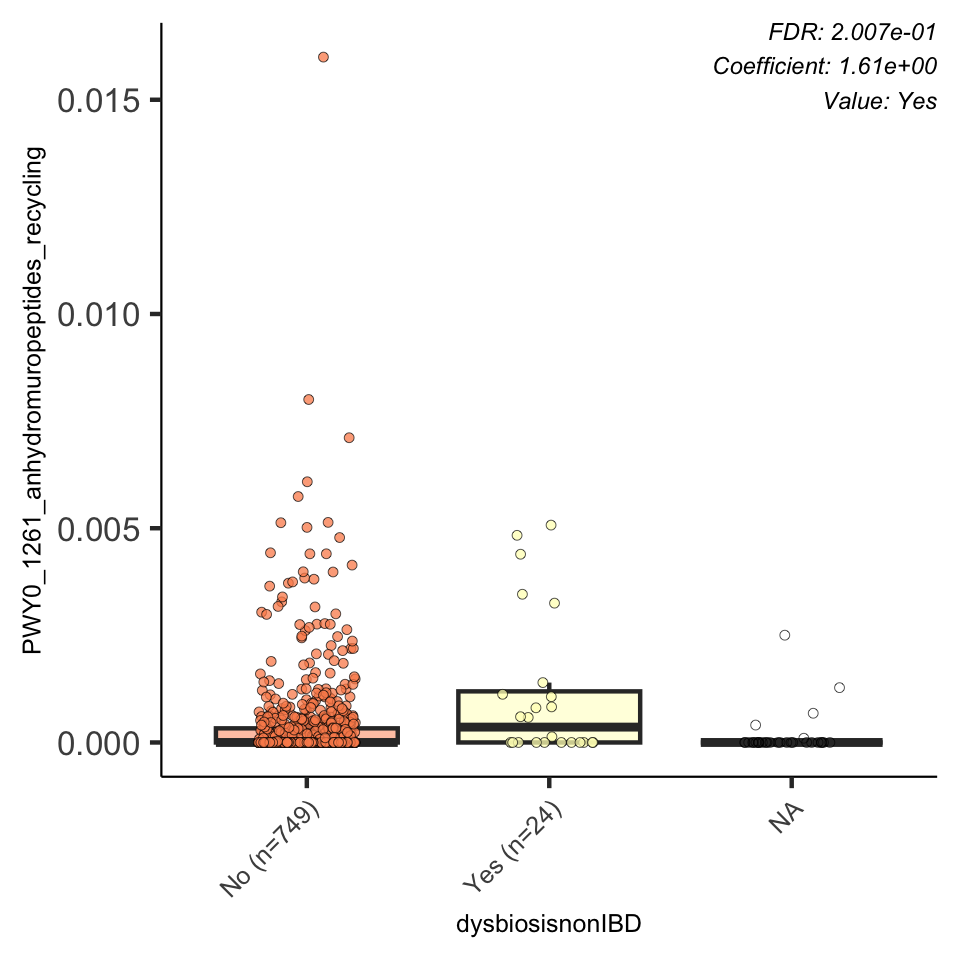 FDR: 2.007e-01
Coefficient: 1.61e+00
Value: Yes
PWY0_1261_anhydromuropeptides_recycling
0.015
0.010
0.005
0.000
No (n=749)
Yes (n=24)
NA
dysbiosisnonIBD